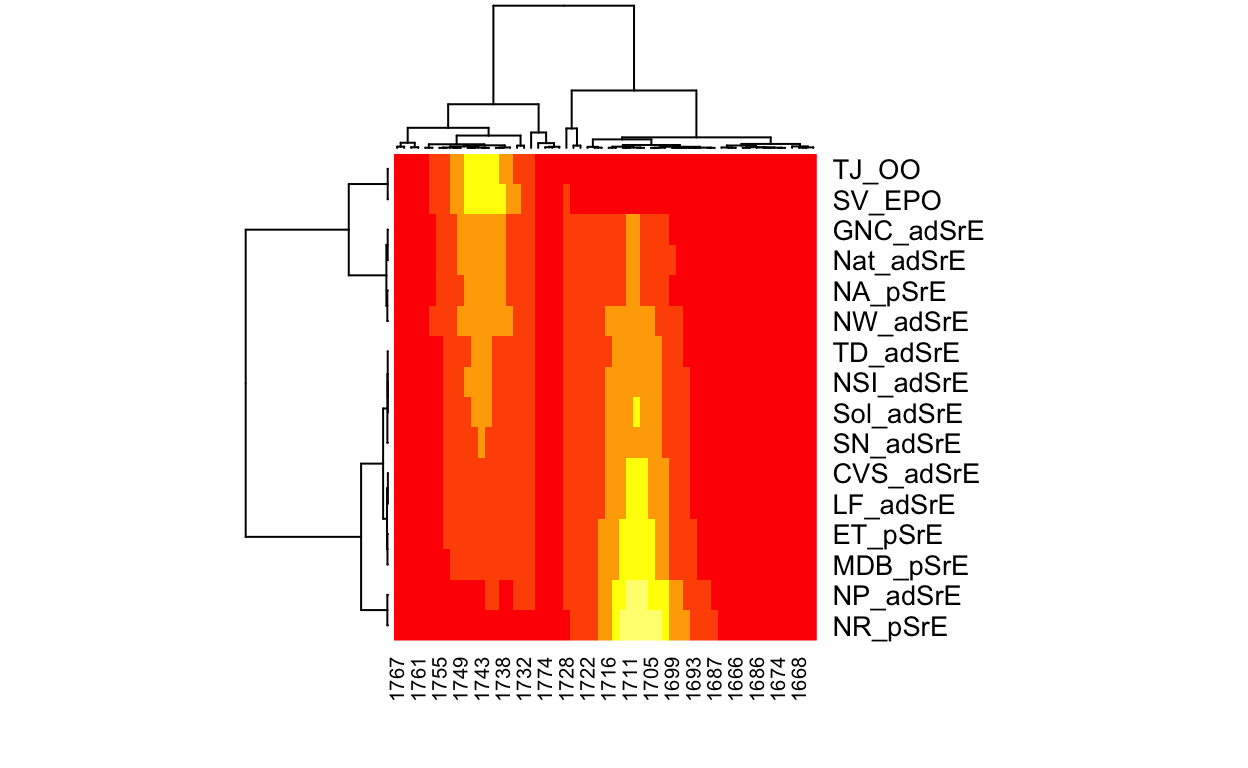 TJ_OO
SV_EPO
GNC_adSrE
Nat_adSrE
NA_pSrE
NW_adSrE
TD_adSrE
NSI_adSrE
Sol_adSrE
SN_adSrE
CVS_adSrE
LF_adSrE
ET_pSrE
MDB_pSrE
NP_adSrE
NR_pSrE
1767
1761
1755
1749
1743
1738
1732
1774
1728
1722
1716
1711
1705
1699
1693
1687
1666
1686
1674
1668